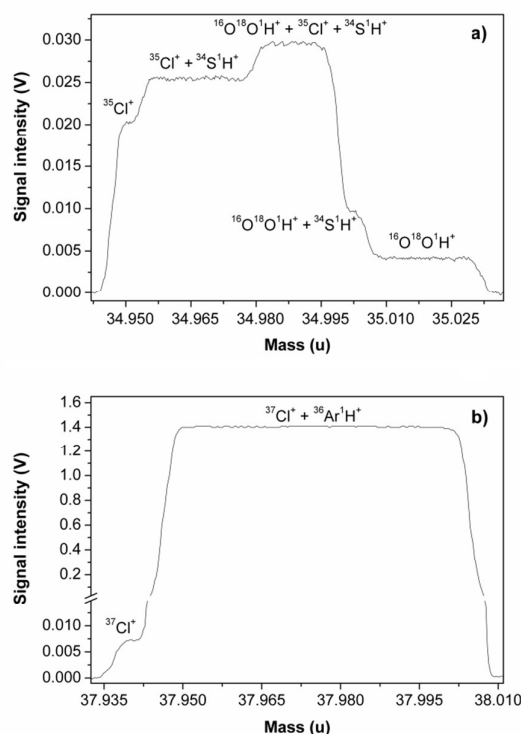 a)
¹⁶O¹⁸O¹H⁺ + ³⁵Cl⁺ + ³⁴S¹H⁺
³⁵Cl⁺ + ³⁴S¹H⁺
³⁵Cl⁺
¹⁶O¹⁸O¹H⁺ + ³⁴S¹H⁺
¹⁶O¹⁸O¹H⁺
Signal intensity (V)
0.030
0.025
0.020
0.015
0.010
0.005
0.000
34.950 34.965 34.980 34.995 35.010 35.025
Mass (u)
b)
³⁷Cl⁺ + ³⁶Ar¹H⁺
³⁷Cl⁺
Signal intensity (V)
1.6
1.4
1.2
1.0
0.8
0.6
0.4
0.2
0.010
0.005
0.000
37.935 37.950 37.965 37.980 37.995 38.010
Mass (u)